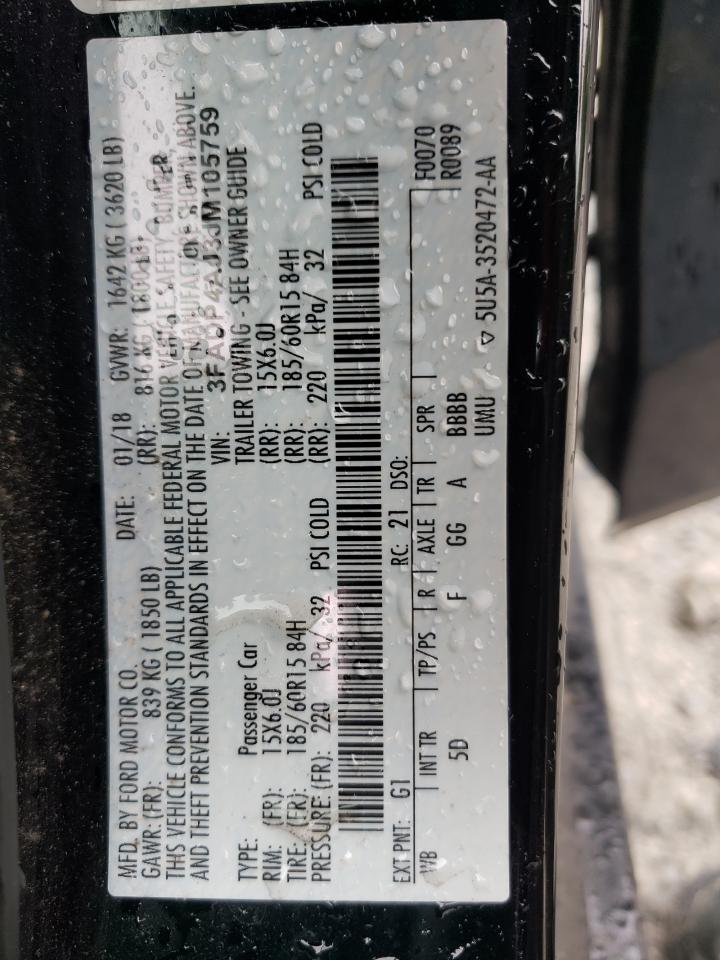 MFD. BY FORD MOTOR CO. DATE: 01/18 GVWR: 1642 KG ( 3620 LB)
GAWR: (FR): 839 KG ( 1850 LB) (RR): 816 KG ( 1800 LB)
THIS VEHICLE CONFORMS TO ALL APPLICABLE FEDERAL MOTOR VEHICLE SAFETY, BUMPER,
AND THEFT PREVENTION STANDARDS IN EFFECT ON THE DATE OF MANUFACTURE SHOWN ABOVE.
VIN: 3FADP4AJ3JM105759
TYPE: Passenger Car TRAILER TOWING - SEE OWNER GUIDE
RIM: (FR): 15X6.0J (RR): 15X6.0J
TIRE: (FR): 185/60R15 84H (RR): 185/60R15 84H
PRESSURE: (FR): 220 kPa/ 32 PSI COLD (RR): 220 kPa/ 32 PSI COLD
EXT PNT: G1 RC: 21 DSO: F0070
WB INT TR TP/PS R AXLE TR SPR R0089
5D F GG A BBBB
UMU ▽ 5U5A-3520472-AA